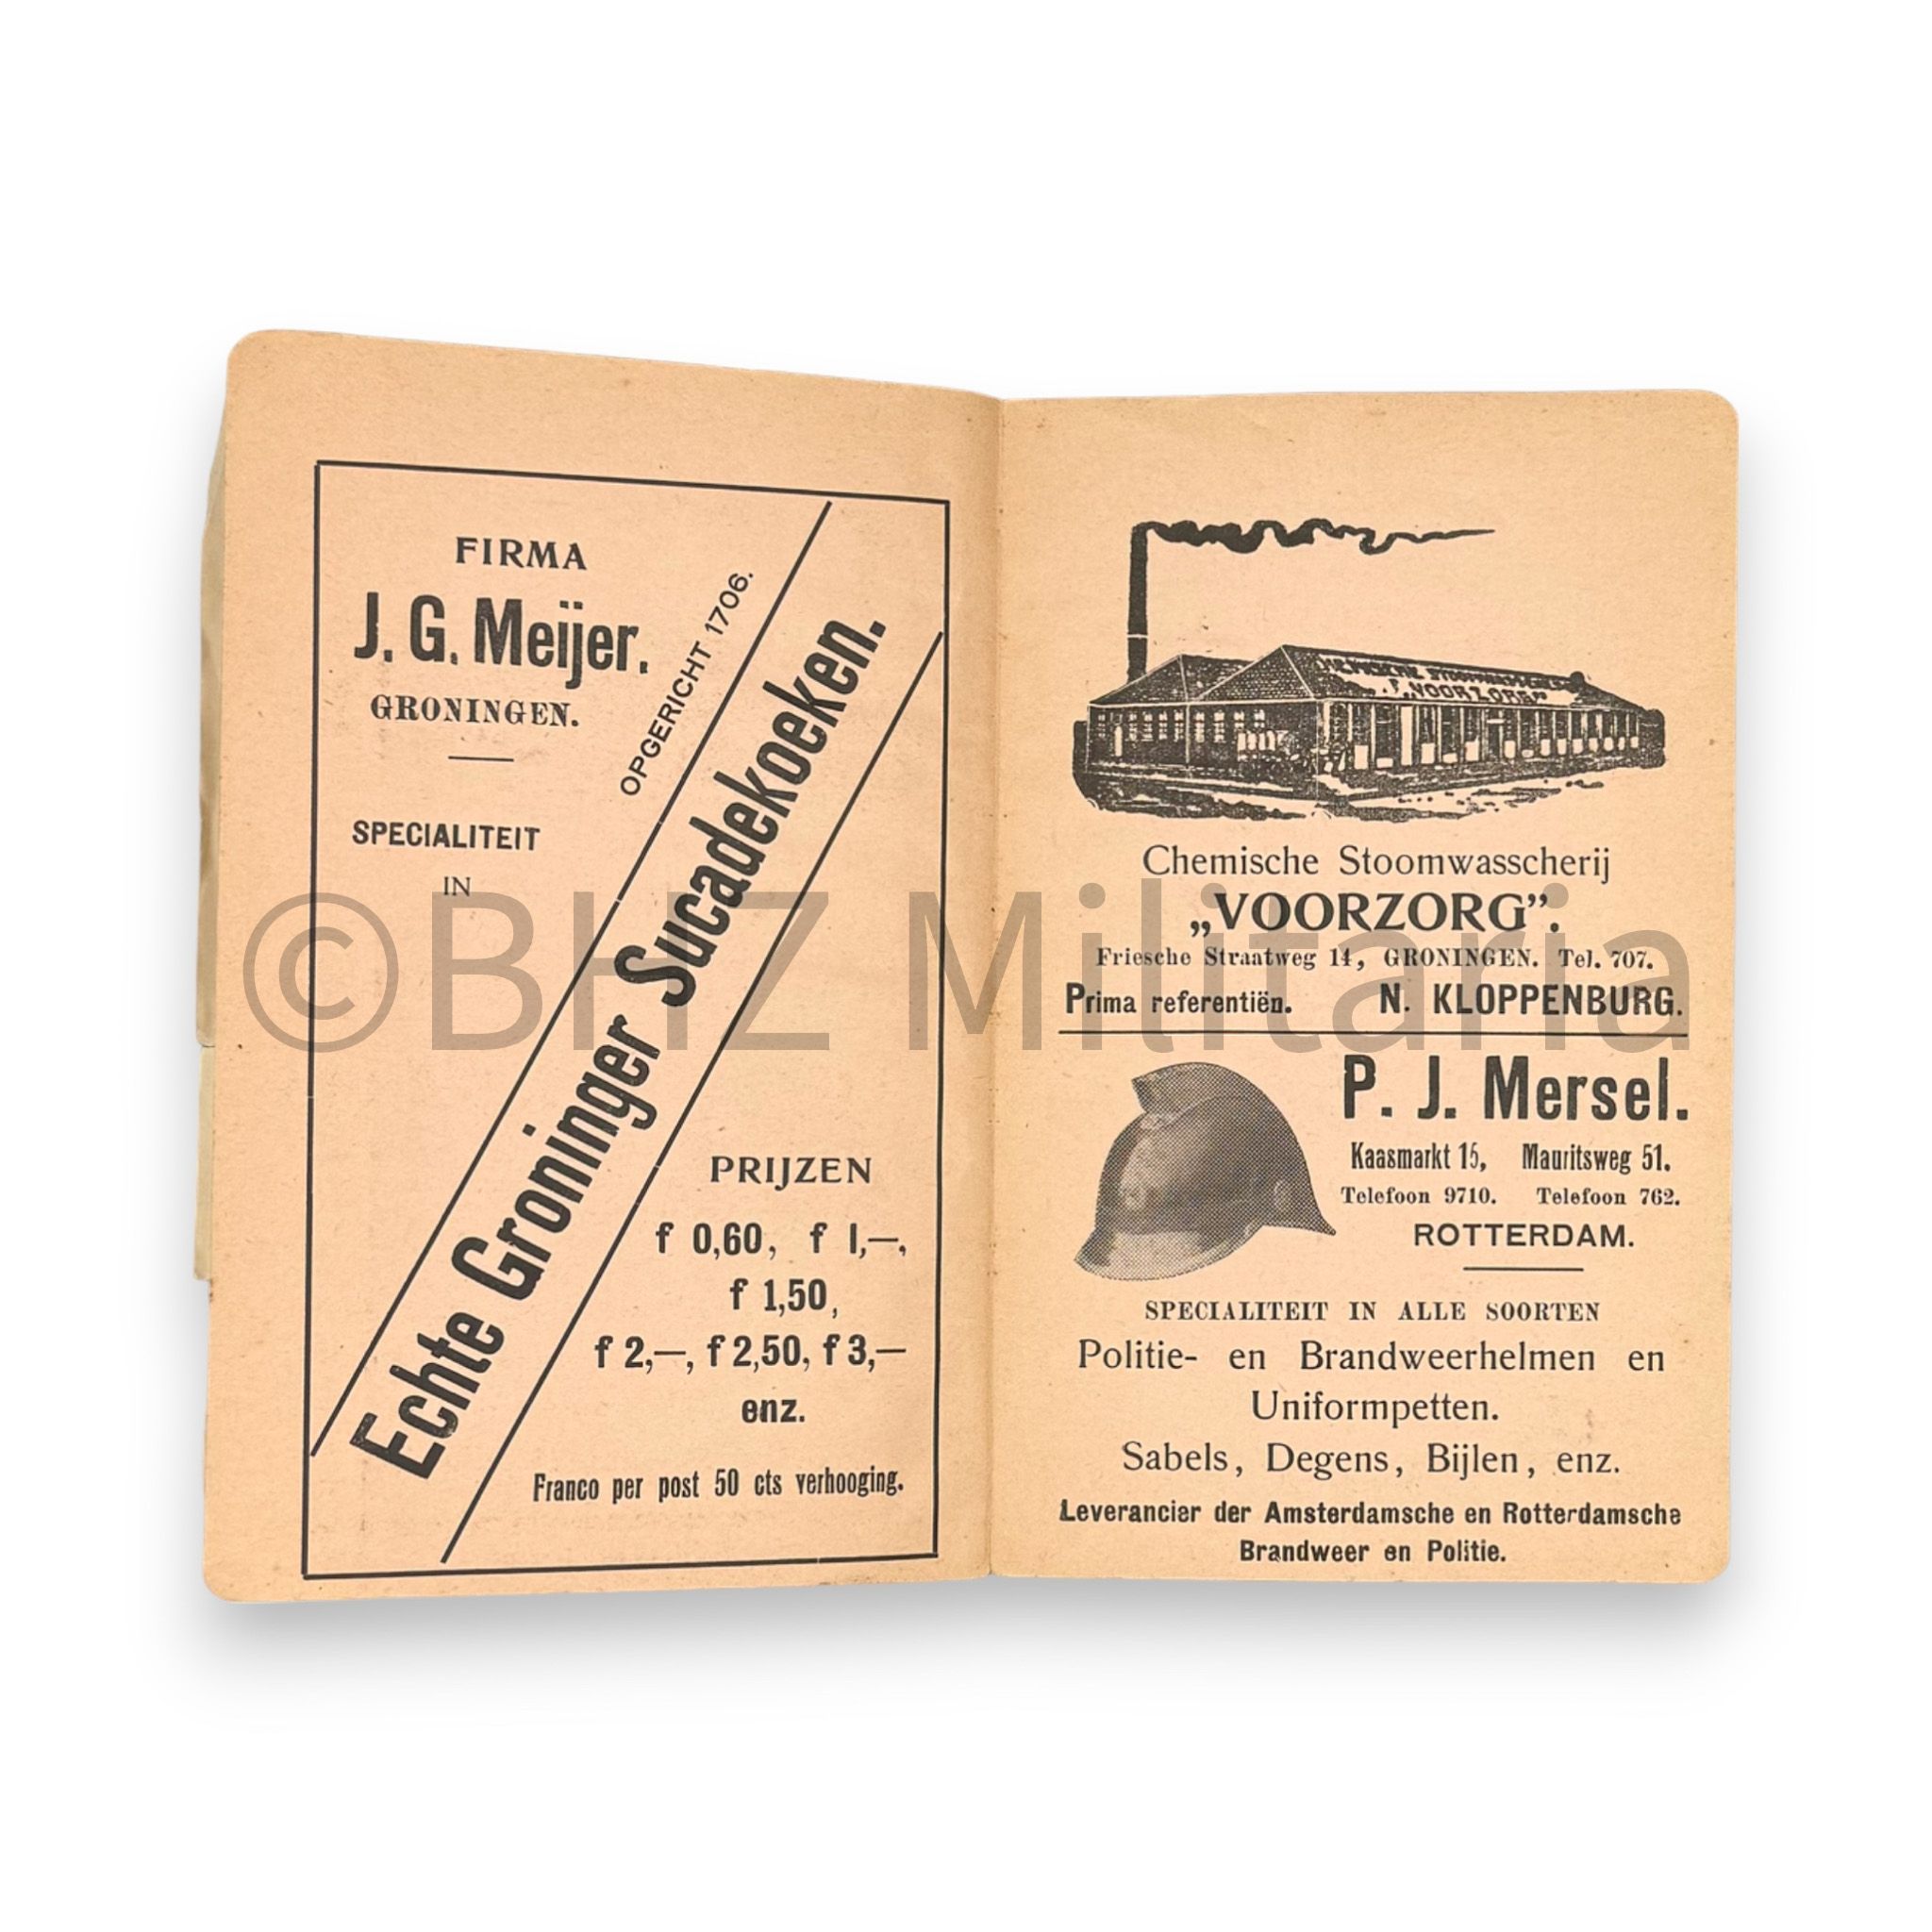 FIRMA
J. G. Meijer.
GRONINGEN.
OPGERICHT 1706.
SPECIALITEIT
IN
Echte Groninger Sucadekoeken.
PRIJZEN
f 0,60, f 1,—,
f 1,50,
f 2,—, f 2,50, f 3,—
enz.
Franco per post 50 cts verhooging.
„VOORZORG”
Chemische Stoomwasscherij
„VOORZORG”.
Friesche Straatweg 14, GRONINGEN. Tel. 707.
Prima referentiën. N. KLOPPENBURG.
P. J. Mersel.
Kaasmarkt 15, Mauritsweg 51.
Telefoon 9710. Telefoon 762.
ROTTERDAM.
SPECIALITEIT IN ALLE SOORTEN
Politie- en Brandweerhelmen en
Uniformpetten.
Sabels, Degens, Bijlen, enz.
Leverancier der Amsterdamsche en Rotterdamsche
Brandweer en Politie.
©BHZ Militaria